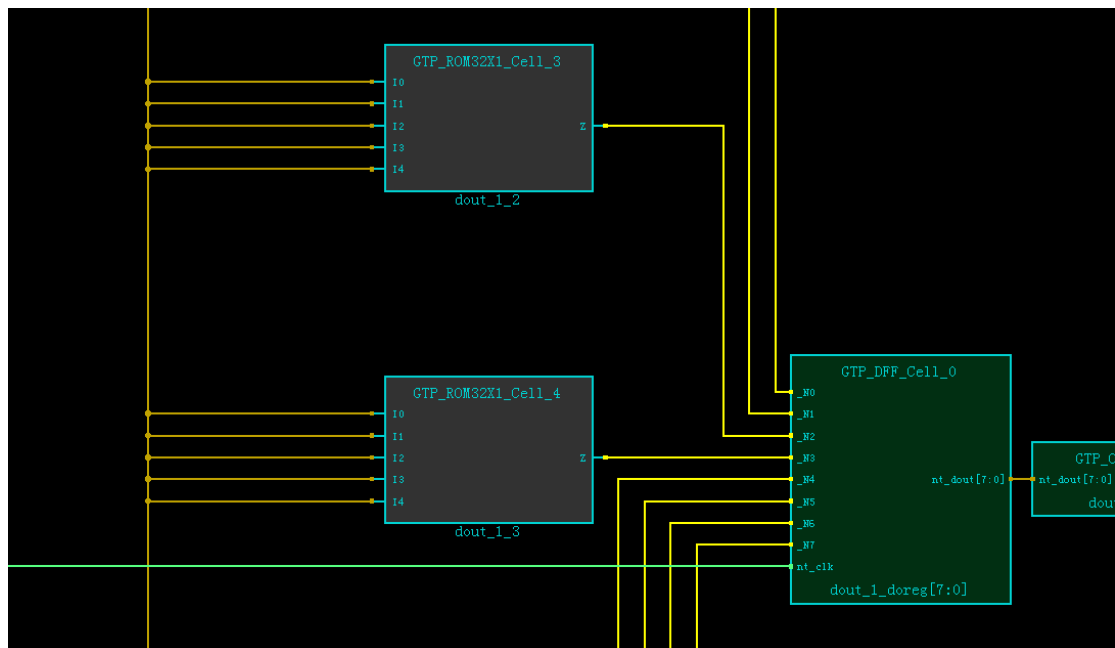 GTP_ROM32X1_Cell_3
I0
I1
I2
I3
I4
Z
dout_1_2
GTP_ROM32X1_Cell_4
I0
I1
I2
I3
I4
Z
dout_1_3
GTP_DFF_Cell_0
_N0
_N1
_N2
_N3
_N4
_N5
_N6
_N7
nt_clk
nt_dout[7:0]
dout_1_doreg[7:0]
nt_dout[7:0]